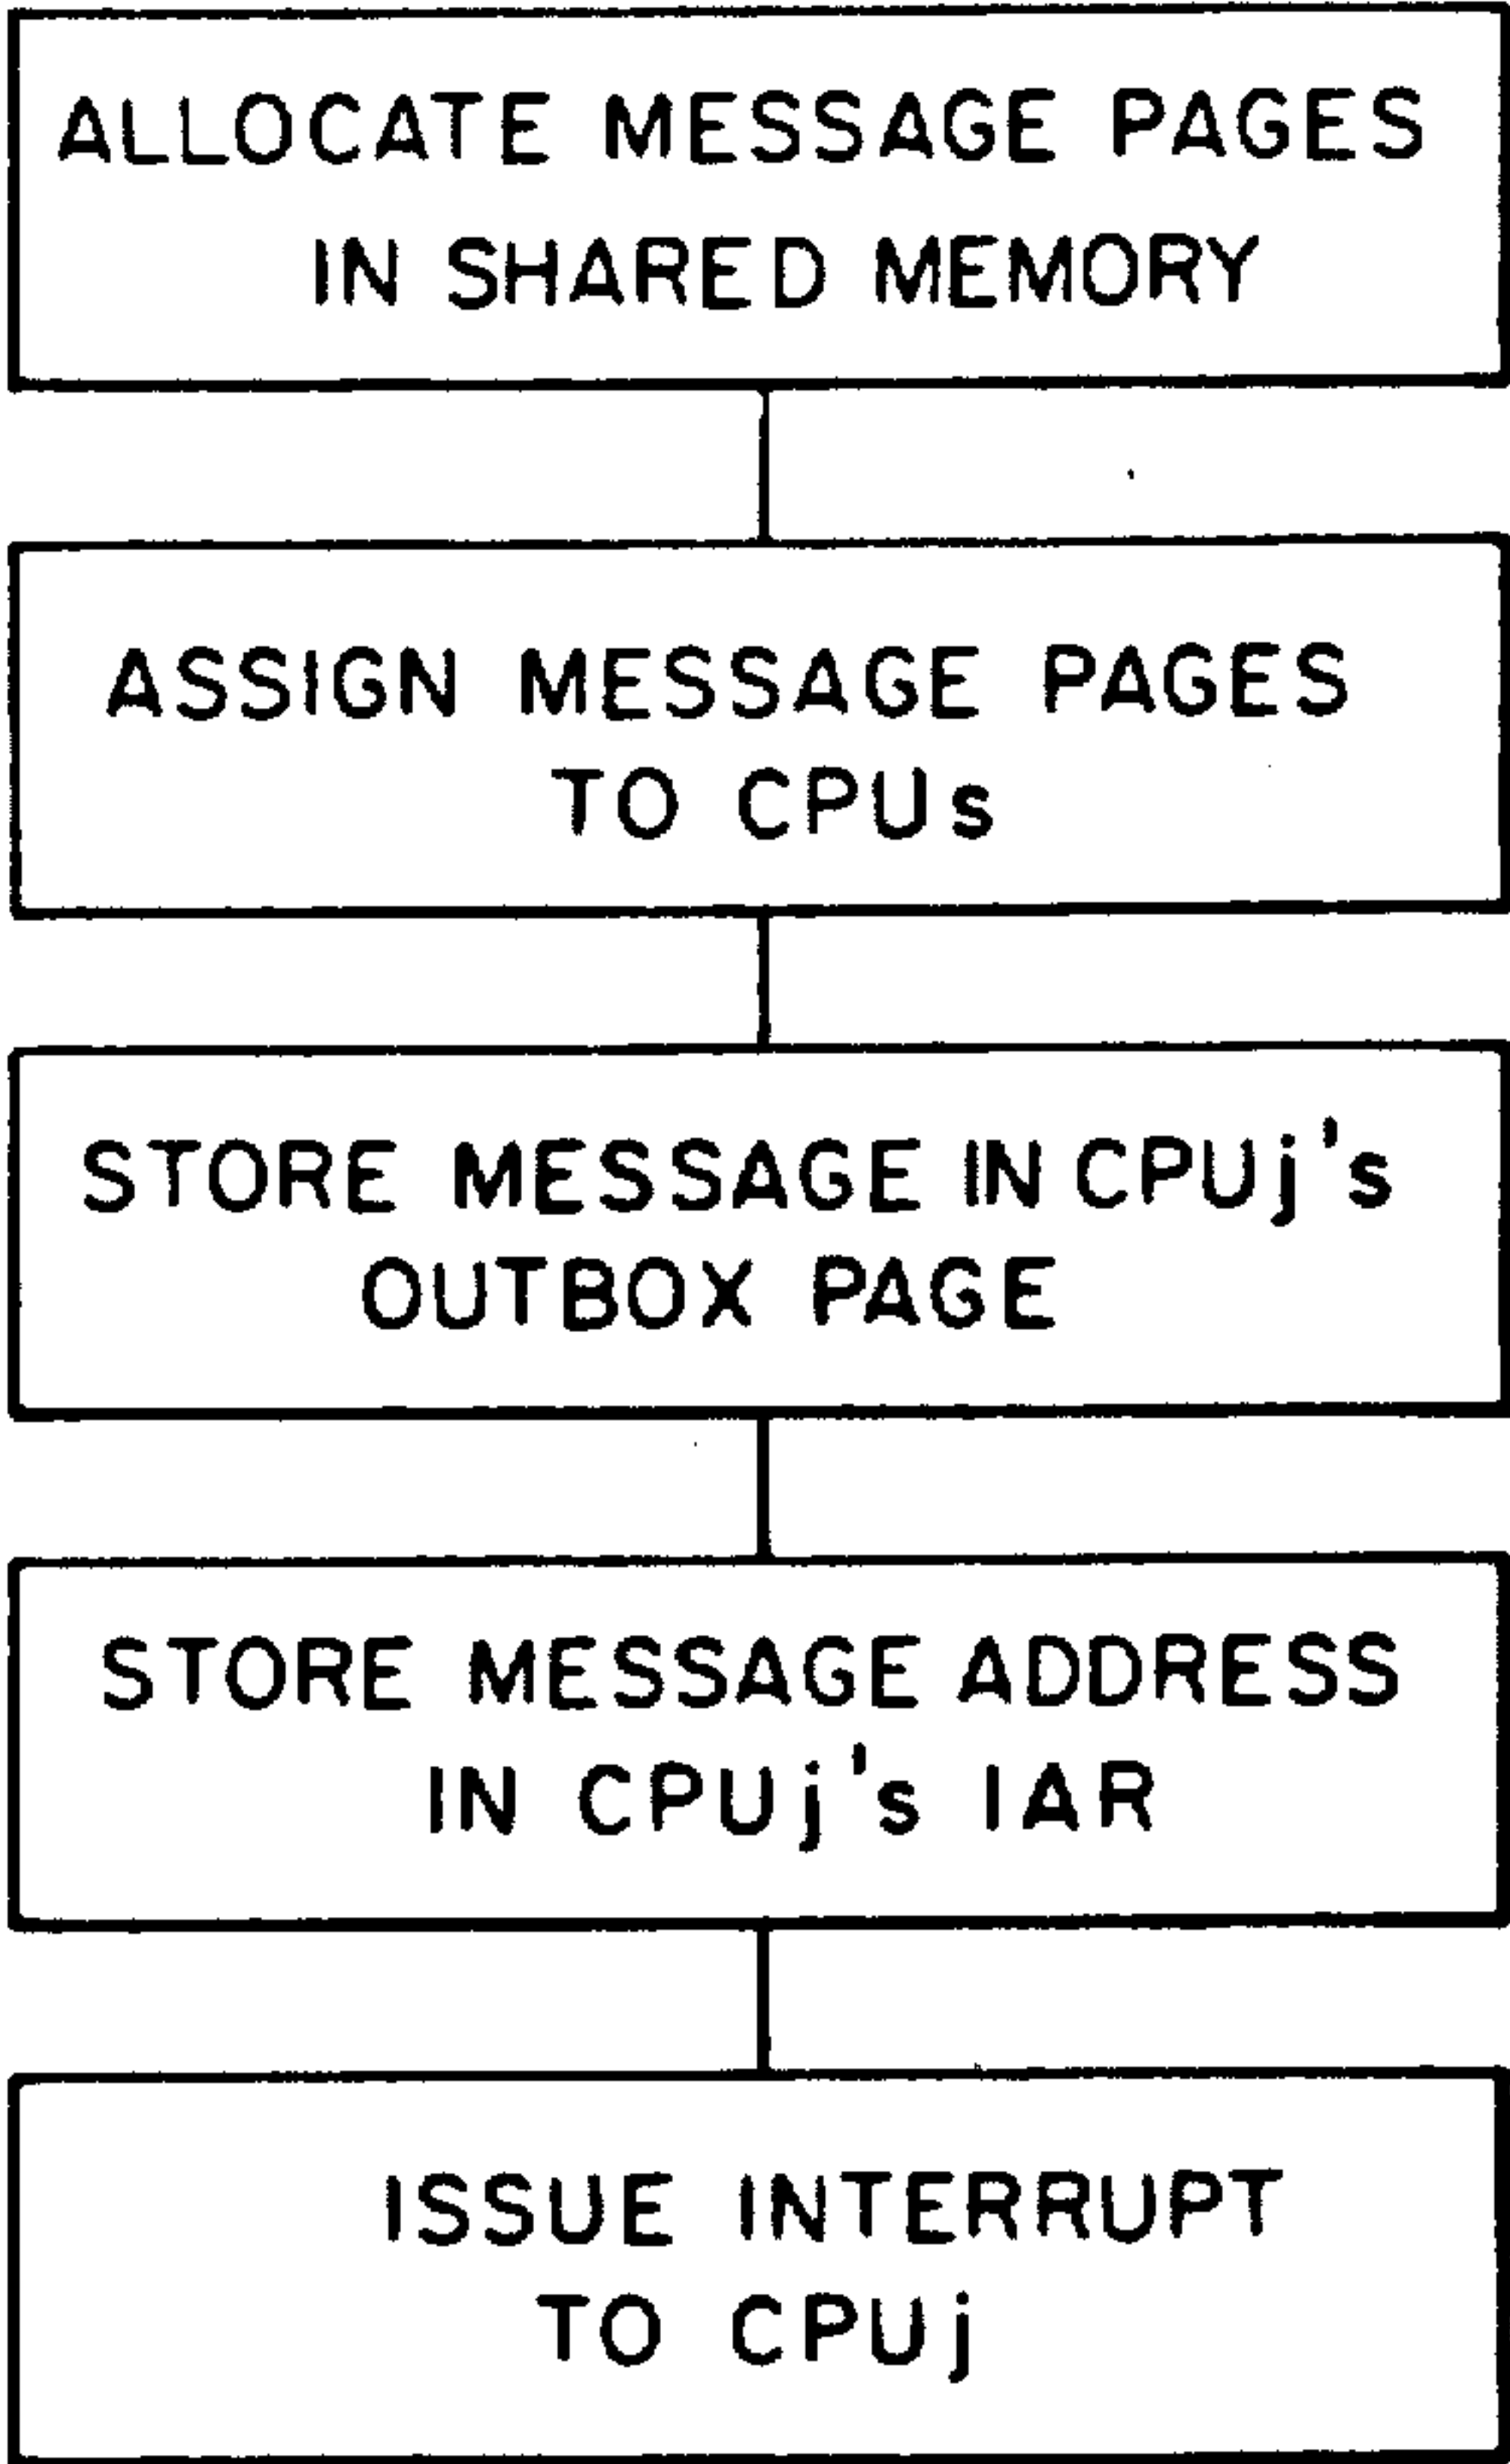 ALLOCATE MESSAGE PAGES
IN SHARED MEMORY
ASSIGN MESSAGE PAGES
TO CPUs
STORE MESSAGE IN CPUj's
OUTBOX PAGE
STORE MESSAGE ADDRESS
IN CPUj's IAR
ISSUE INTERRUPT
TO CPUj